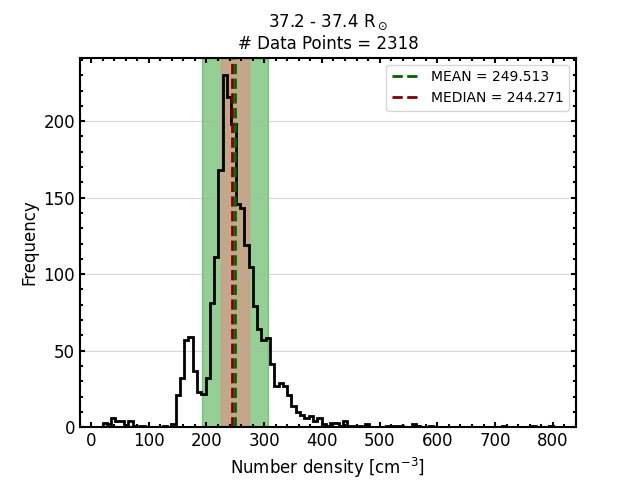 37.2 - 37.4 R⊙
# Data Points = 2318
MEAN = 249.513
MEDIAN = 244.271
Frequency
200
150
100
50
0
0 100 200 300 400 500 600 700 800
Number density [cm⁻³]